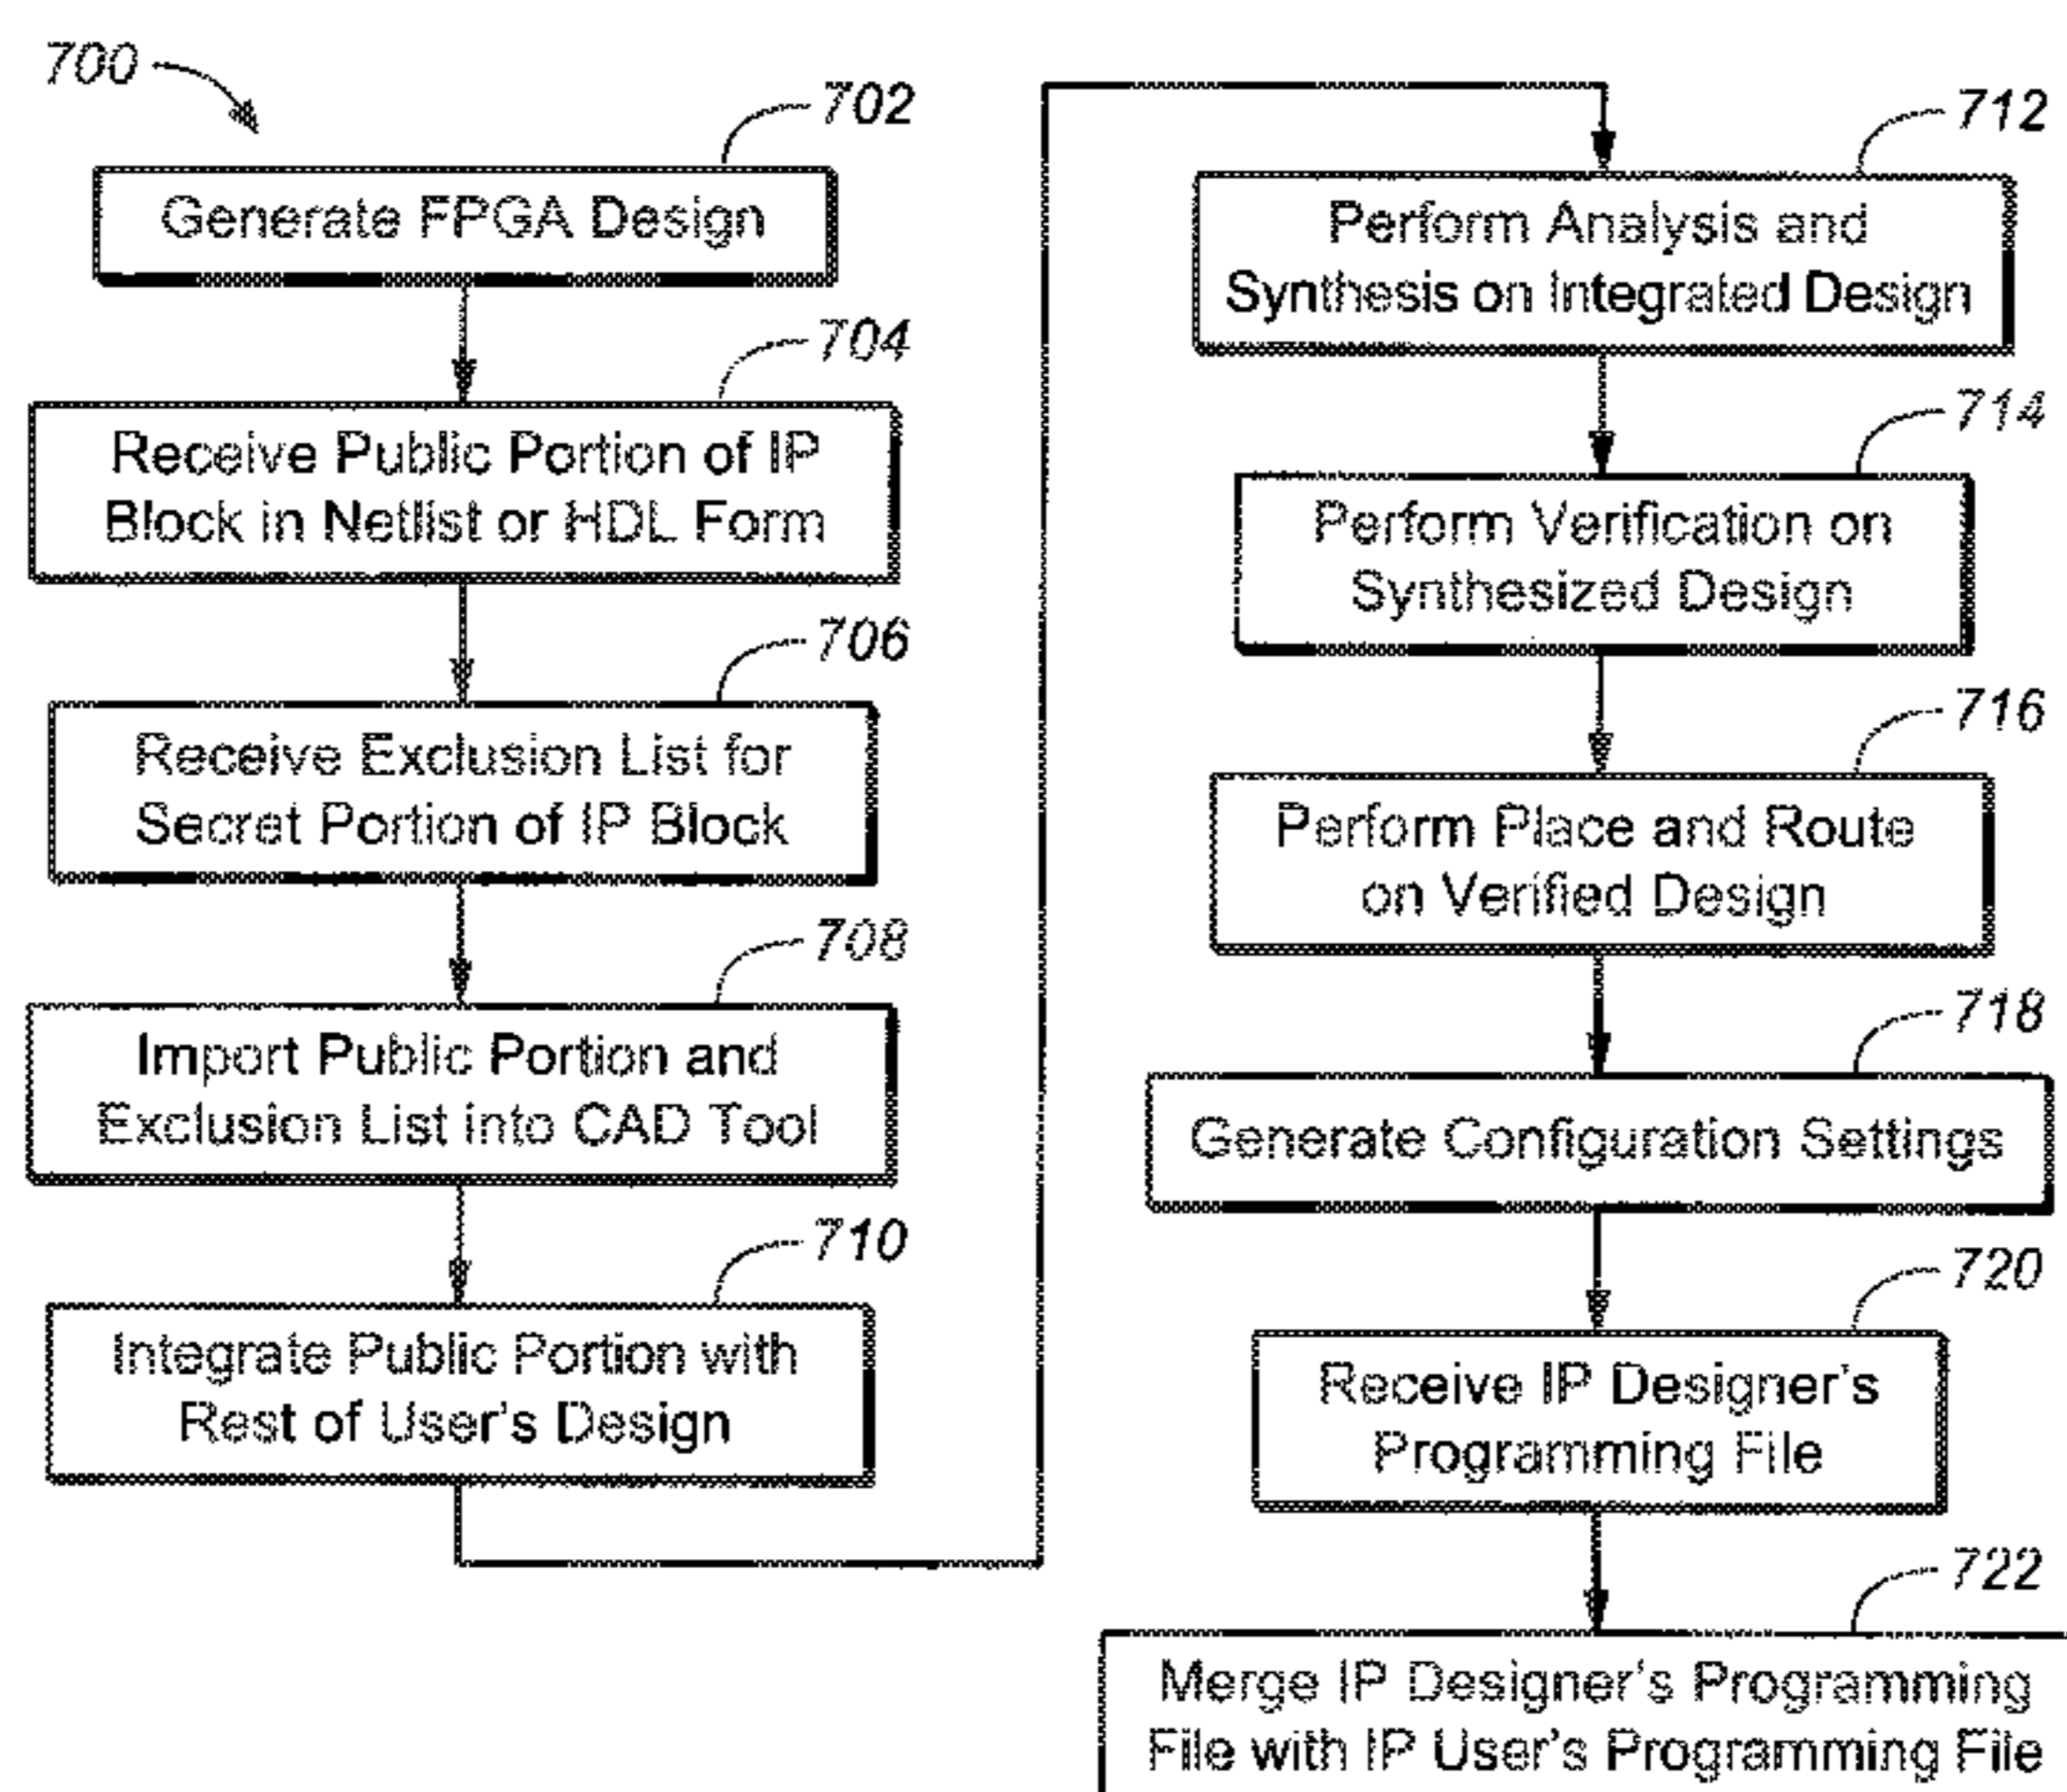 700
702
Generate FPGA Design
704
Receive Public Portion of IP
Block in Netlist or HDL Form
706
Receive Exclusion List for
Secret Portion of IP Block
708
Import Public Portion and
Exclusion List into CAD Tool
710
Integrate Public Portion with
Rest of User's Design
712
Perform Analysis and
Synthesis on Integrated Design
714
Perform Verification on
Synthesized Design
716
Perform Place and Route
on Verified Design
718
Generate Configuration Settings
720
Receive IP Designer's
Programming File
722
Merge IP Designer's Programming
File with IP User's Programming File